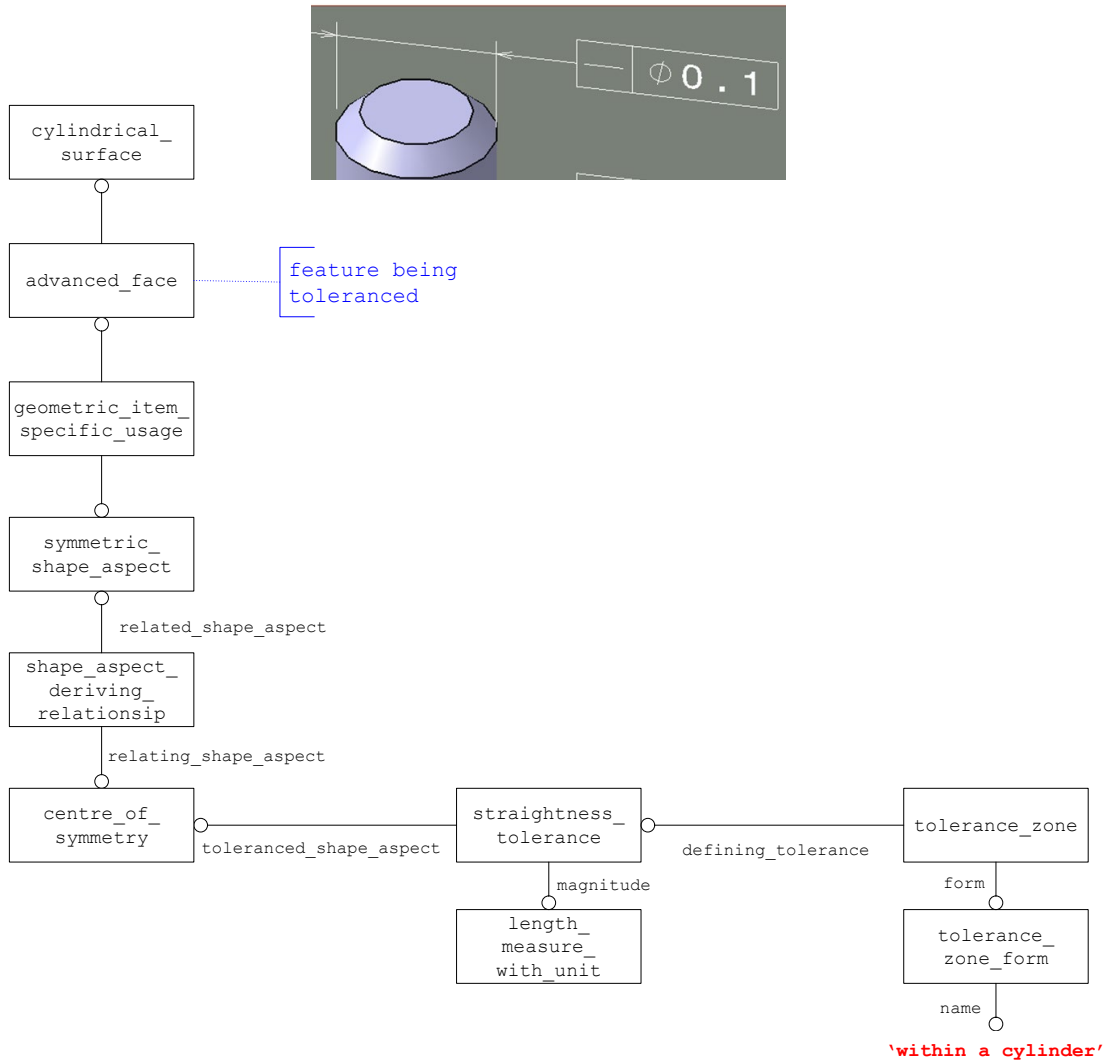 ⌀0.1
cylindrical_
surface
advanced_face
feature being
toleranced
geometric_item_
specific_usage
symmetric_
shape_aspect
related_shape_aspect
shape_aspect_
deriving_
relationsip
relating_shape_aspect
centre_of_
symmetry
toleranced_shape_aspect
straightness_
tolerance
defining_tolerance
tolerance_zone
magnitude
form
length_
measure_
with_unit
tolerance_
zone_form
name
‘within a cylinder’